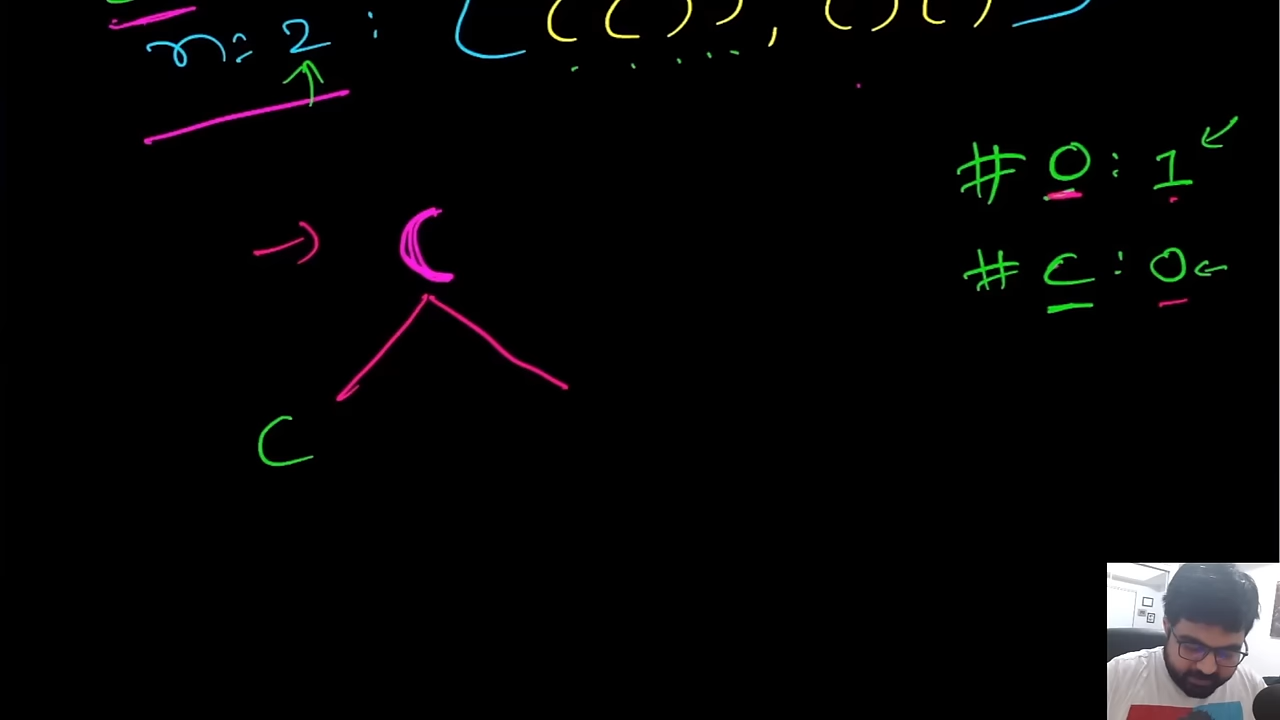 n = 2 : [ (()), ()() ]
# O : 1
# C : 0
(
C